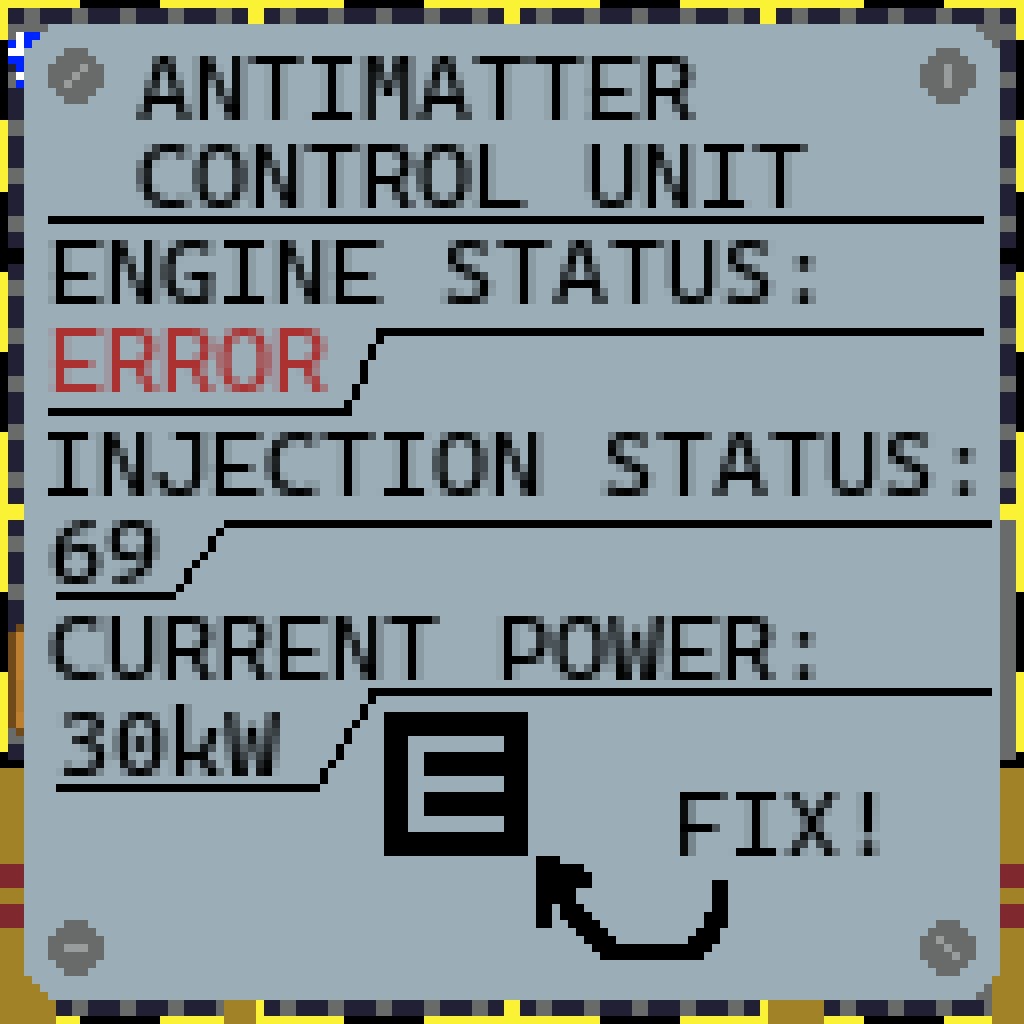 ANTIMATTER
CONTROL UNIT
ENGINE STATUS:
ERROR
INJECTION STATUS:
69
CURRENT POWER:
30kW
E
FIX!